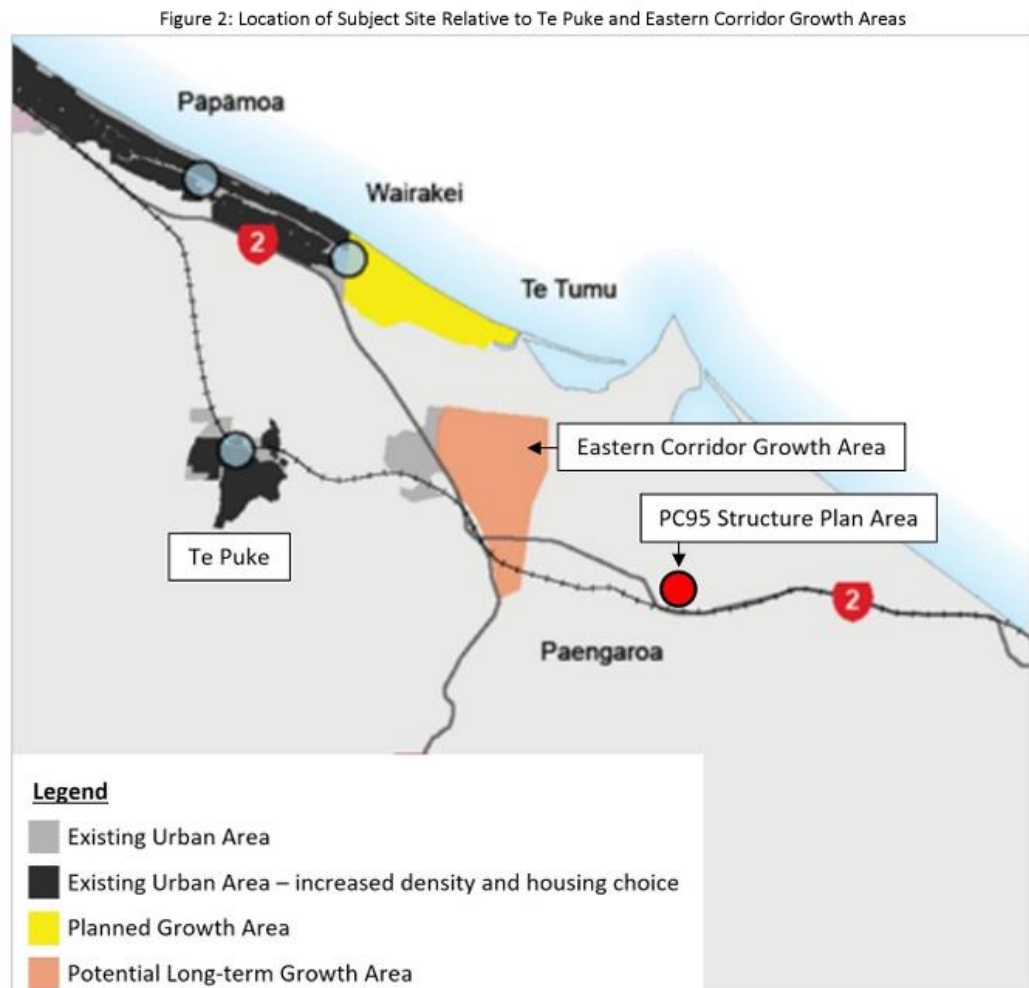 Figure 2: Location of Subject Site Relative to Te Puke and Eastern Corridor Growth Areas
Pāpāmoa
Wairakei
2
Te Tumu
Eastern Corridor Growth Area
PC95 Structure Plan Area
Te Puke
2
Paengaroa
Legend
Existing Urban Area
Existing Urban Area – increased density and housing choice
Planned Growth Area
Potential Long-term Growth Area